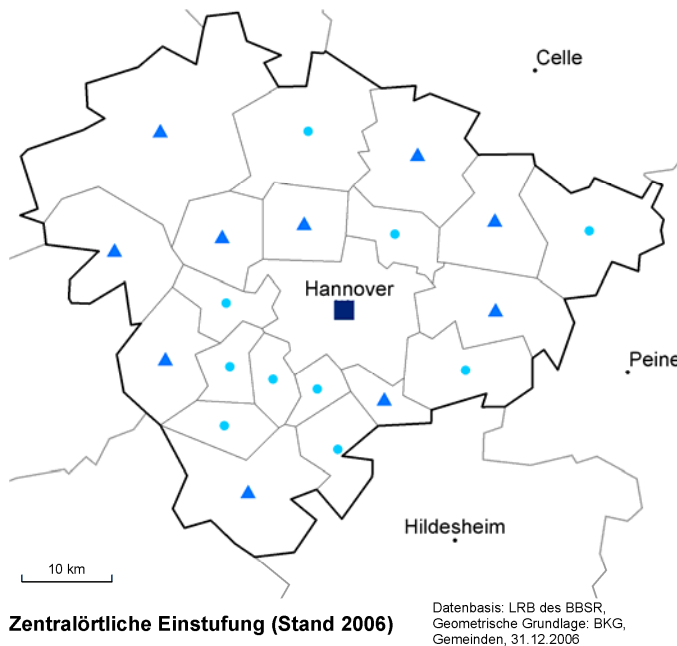 Celle
Hannover
Peine
Hildesheim
10 km
Zentralörtliche Einstufung (Stand 2006)
Datenbasis: LRB des BBSR,
Geometrische Grundlage: BKG,
Gemeinden, 31.12.2006